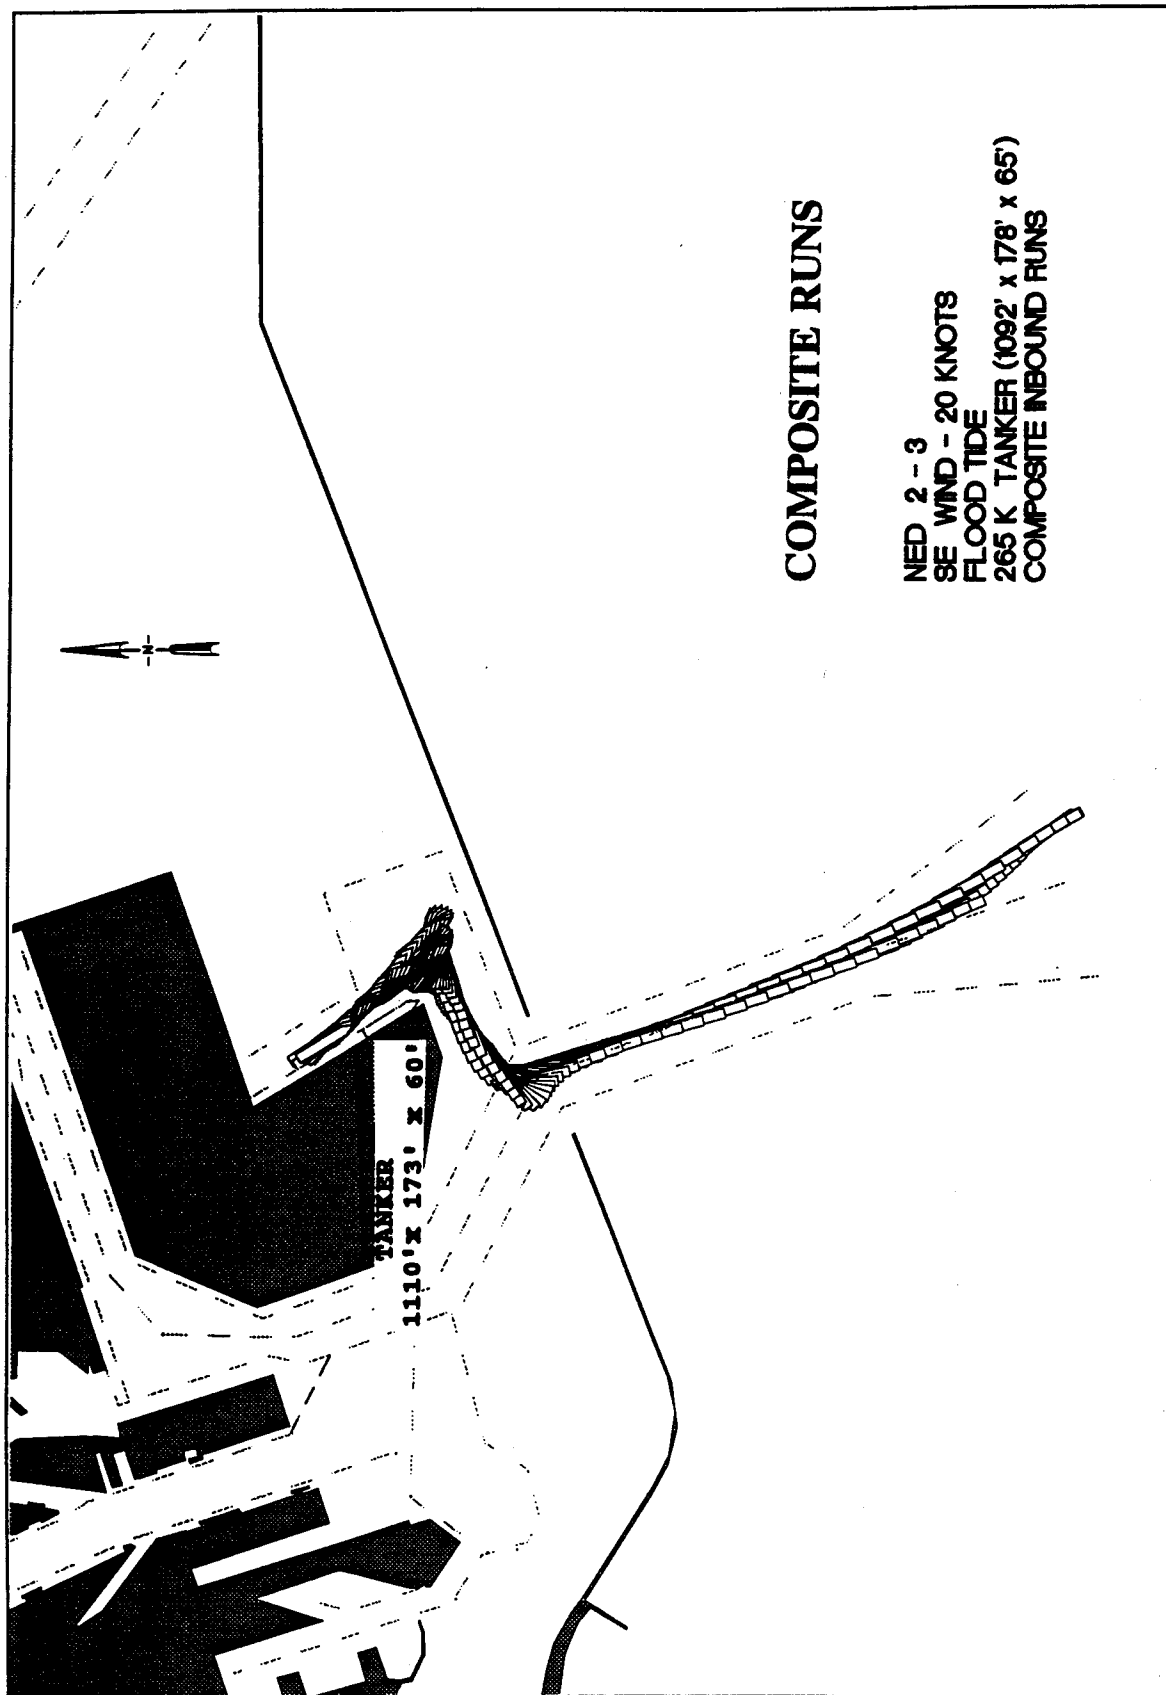 N
TANKER
1110'x 173' x 60'
COMPOSITE RUNS
NED 2 - 3
SE WIND - 20 KNOTS
FLOOD TIDE
265 K TANKER (1092' x 178' x 65')
COMPOSITE INBOUND RUNS